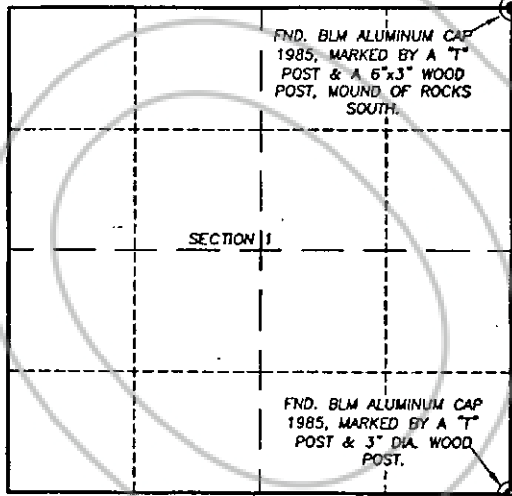 FND. BLM ALUMINUM CAP
1985, MARKED BY A "T"
POST & A 6"x3" WOOD
POST, MOUND OF ROCKS
SOUTH.
SECTION 1
FND. BLM ALUMINUM CAP
1985, MARKED BY A "T"
POST & 3" DIA. WOOD
POST.